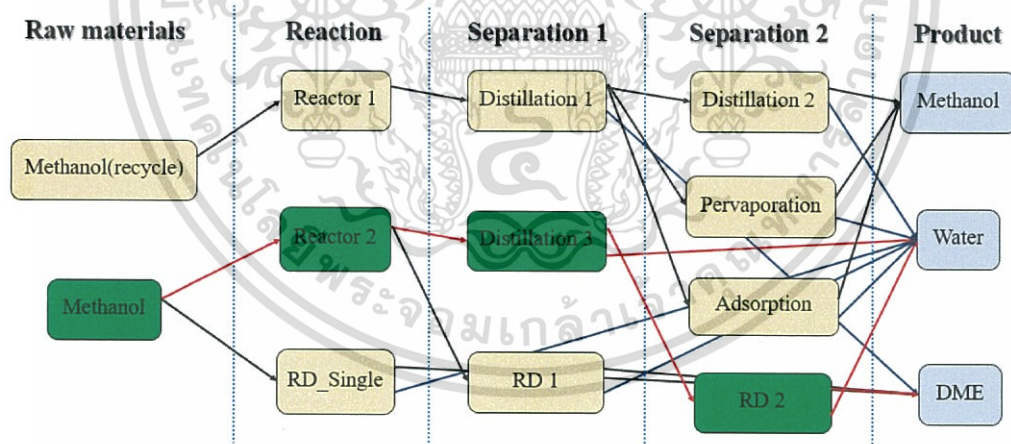 Raw materials
Reaction
Separation 1
Separation 2
Product
Reactor 1
Distillation 1
Distillation 2
Methanol
Methanol(recycle)
Pervaporation
Reactor 2
Distillation 3
Water
Methanol
Adsorption
RD_Single
RD 1
RD 2
DME